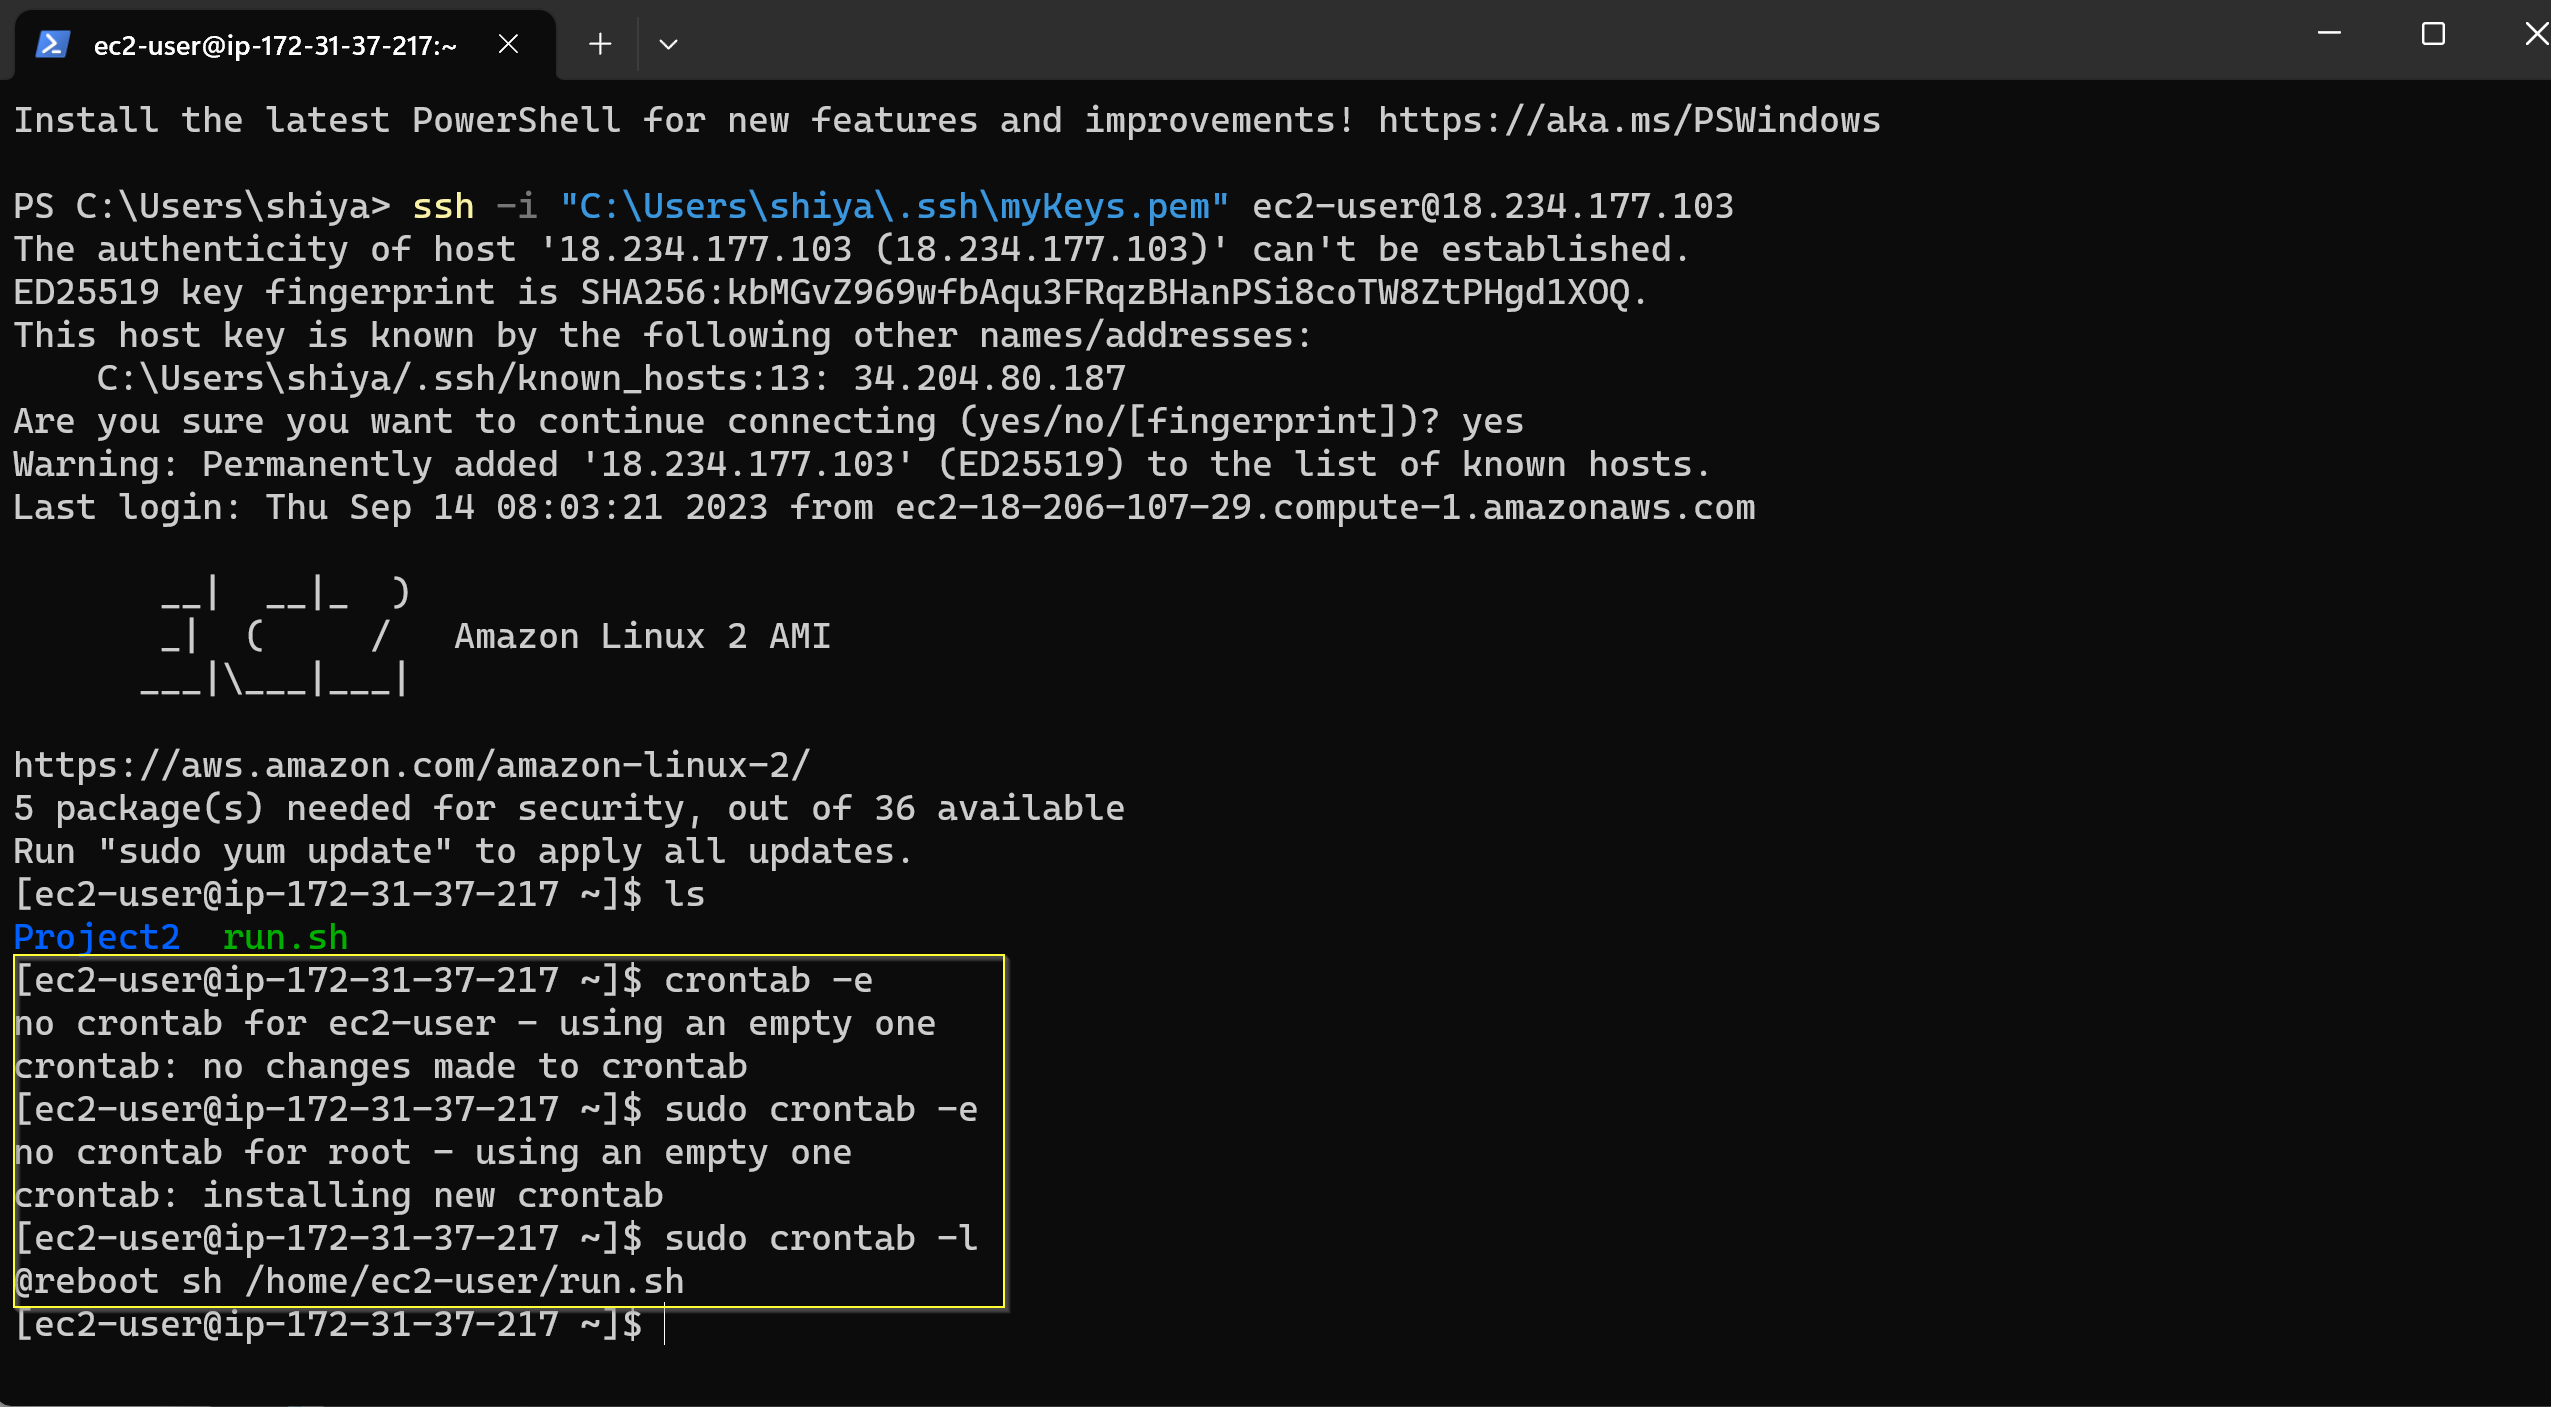 ec2-user@ip-172-31-37-217:~
Install the latest PowerShell for new features and improvements! https://aka.ms/PSWindows
PS C:\Users\shiya> ssh -i "C:\Users\shiya\.ssh\myKeys.pem" ec2-user@18.234.177.103
The authenticity of host '18.234.177.103 (18.234.177.103)' can't be established.
ED25519 key fingerprint is SHA256:kbMGvZ969wfbAqu3FRqzBHanPSi8coTW8ZtPHgd1XOQ.
This host key is known by the following other names/addresses:
    C:\Users\shiya/.ssh/known_hosts:13: 34.204.80.187
Are you sure you want to continue connecting (yes/no/[fingerprint])? yes
Warning: Permanently added '18.234.177.103' (ED25519) to the list of known hosts.
Last login: Thu Sep 14 08:03:21 2023 from ec2-18-206-107-29.compute-1.amazonaws.com
       __|  __|_  )
       _|  (     /   Amazon Linux 2 AMI
      ___|\___|___|
https://aws.amazon.com/amazon-linux-2/
5 package(s) needed for security, out of 36 available
Run "sudo yum update" to apply all updates.
[ec2-user@ip-172-31-37-217 ~]$ ls
Project2  run.sh
[ec2-user@ip-172-31-37-217 ~]$ crontab -e
no crontab for ec2-user - using an empty one
crontab: no changes made to crontab
[ec2-user@ip-172-31-37-217 ~]$ sudo crontab -e
no crontab for root - using an empty one
crontab: installing new crontab
[ec2-user@ip-172-31-37-217 ~]$ sudo crontab -l
@reboot sh /home/ec2-user/run.sh
[ec2-user@ip-172-31-37-217 ~]$